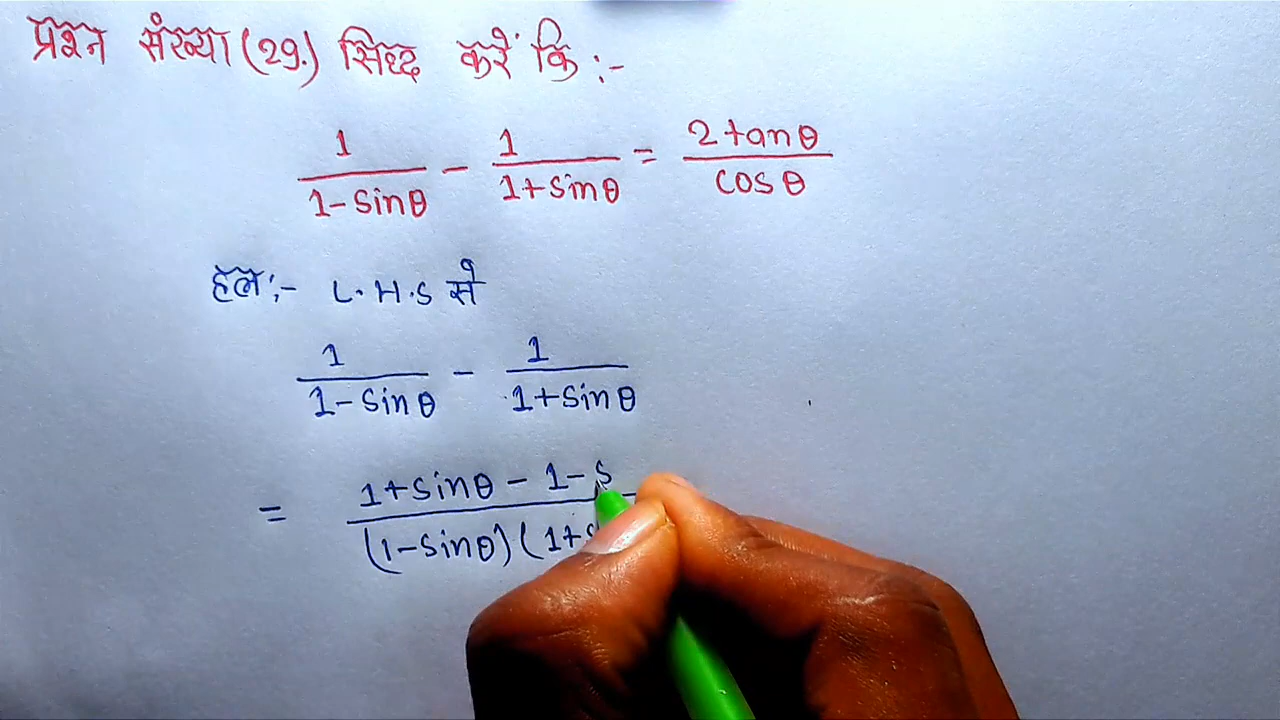 प्रश्न संख्या (29.) सिध्द करें कि :-
1/(1-sinθ) - 1/(1+sinθ) = 2tanθ/cosθ
हल :- L.H.S से
1/(1-sinθ) - 1/(1+sinθ)
= (1+sinθ - 1-s)/((1-sinθ)(1+s